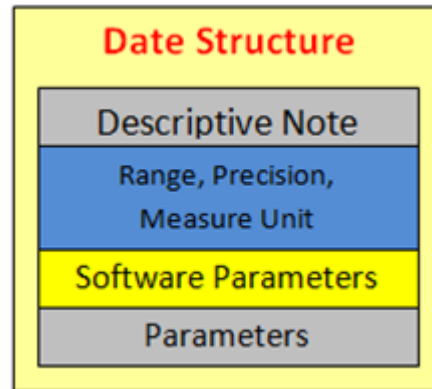 Date Structure
Descriptive Note
Range, Precision,
Measure Unit
Software Parameters
Parameters